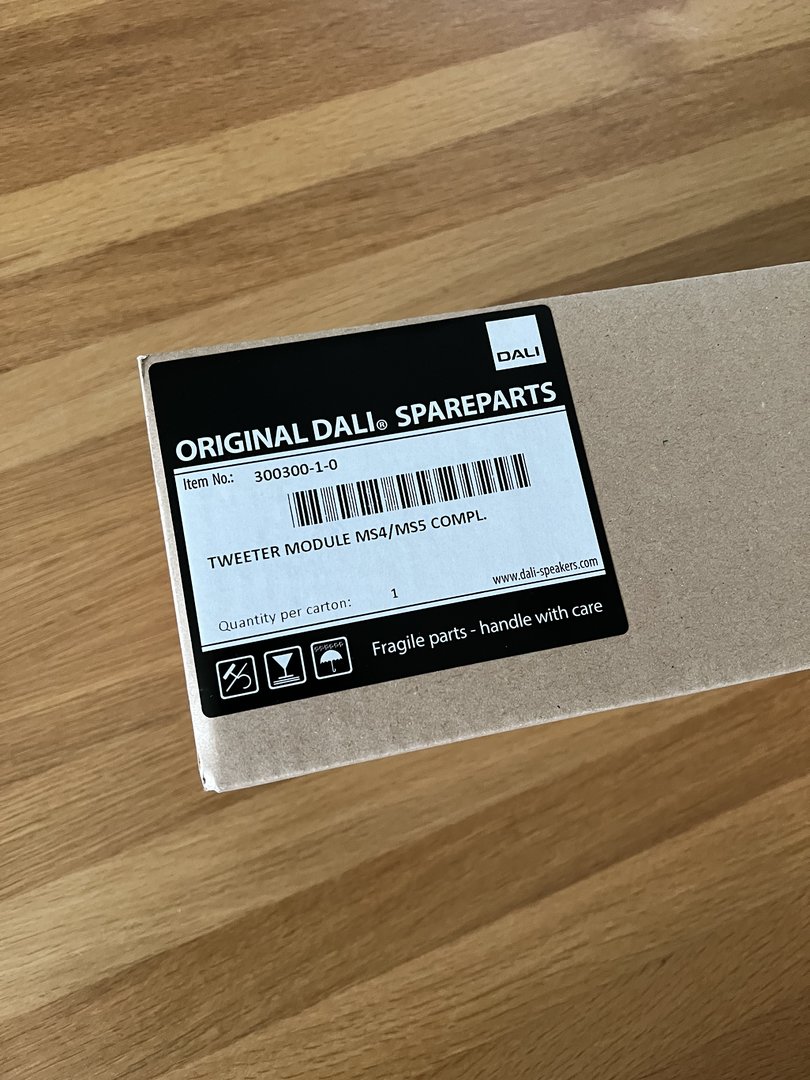 DALI
ORIGINAL DALI® SPAREPARTS
Item No.: 300300-1-0
TWEETER MODULE MS4/MS5 COMPL.
www.dali-speakers.com
Quantity per carton: 1
Fragile parts - handle with care